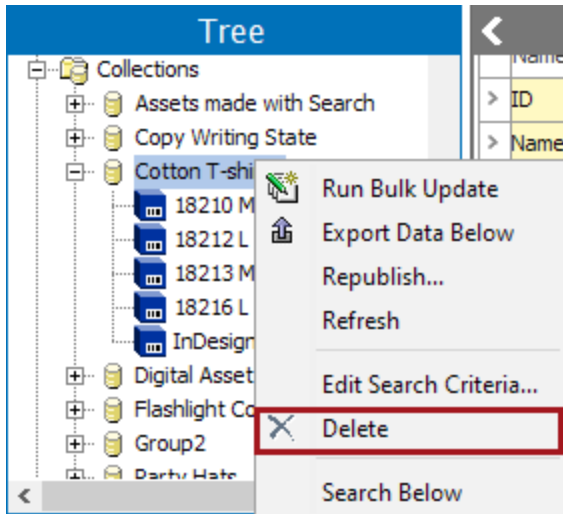 Tree
Name
Collections
Assets made with Search
ID
Copy Writing State
Name
Cotton T-shi
Run Bulk Update
18210 M
18212 L
Export Data Below
18213 M
Republish...
18216 L
Refresh
InDesign
Digital Asset
Edit Search Criteria...
Flashlight Co
Delete
Group2
Party Hats
Search Below